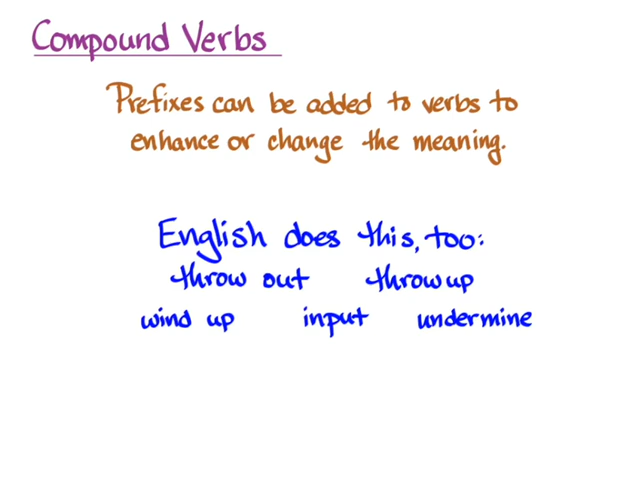 Compound Verbs
Prefixes can be added to verbs to
enhance or change the meaning.
English does this, too:
throw out throw up
wind up input undermine